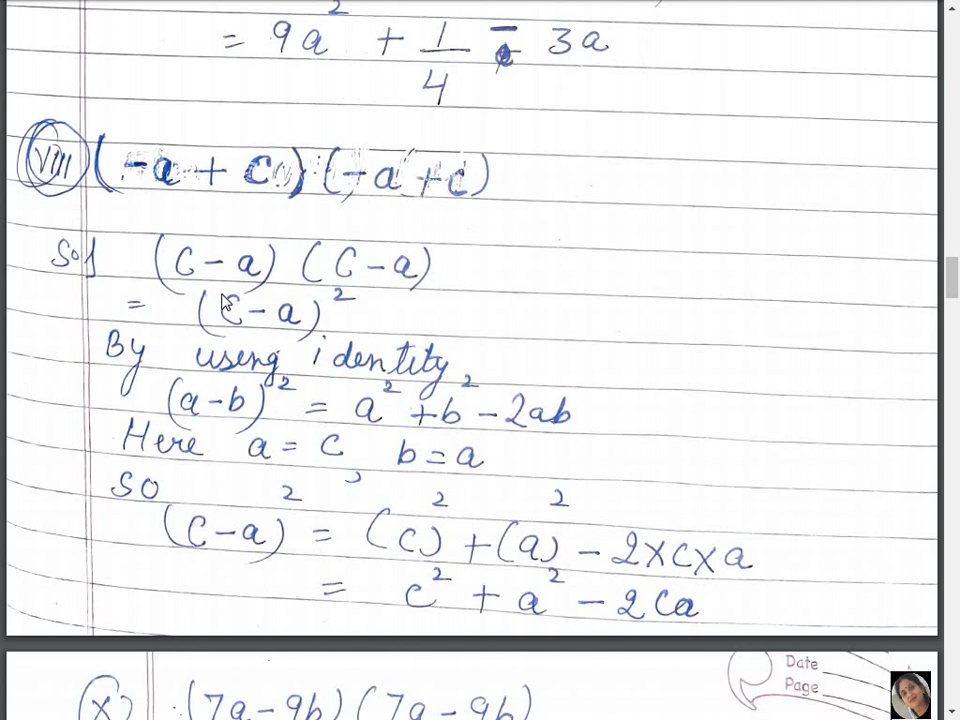 = 9a² + 1/4 - 3a
(VIII) (-a + c) (-a + c)
Sol (C-a) (C-a)
= (C-a)²
By using identity,
(a-b)² = a² + b² - 2ab
Here a = c, b = a
SO
(C-a)² = (c)² + (a)² - 2×c×a
= c² + a² - 2ca
Date
Page
(X) (7a-9b) (7a-9b)